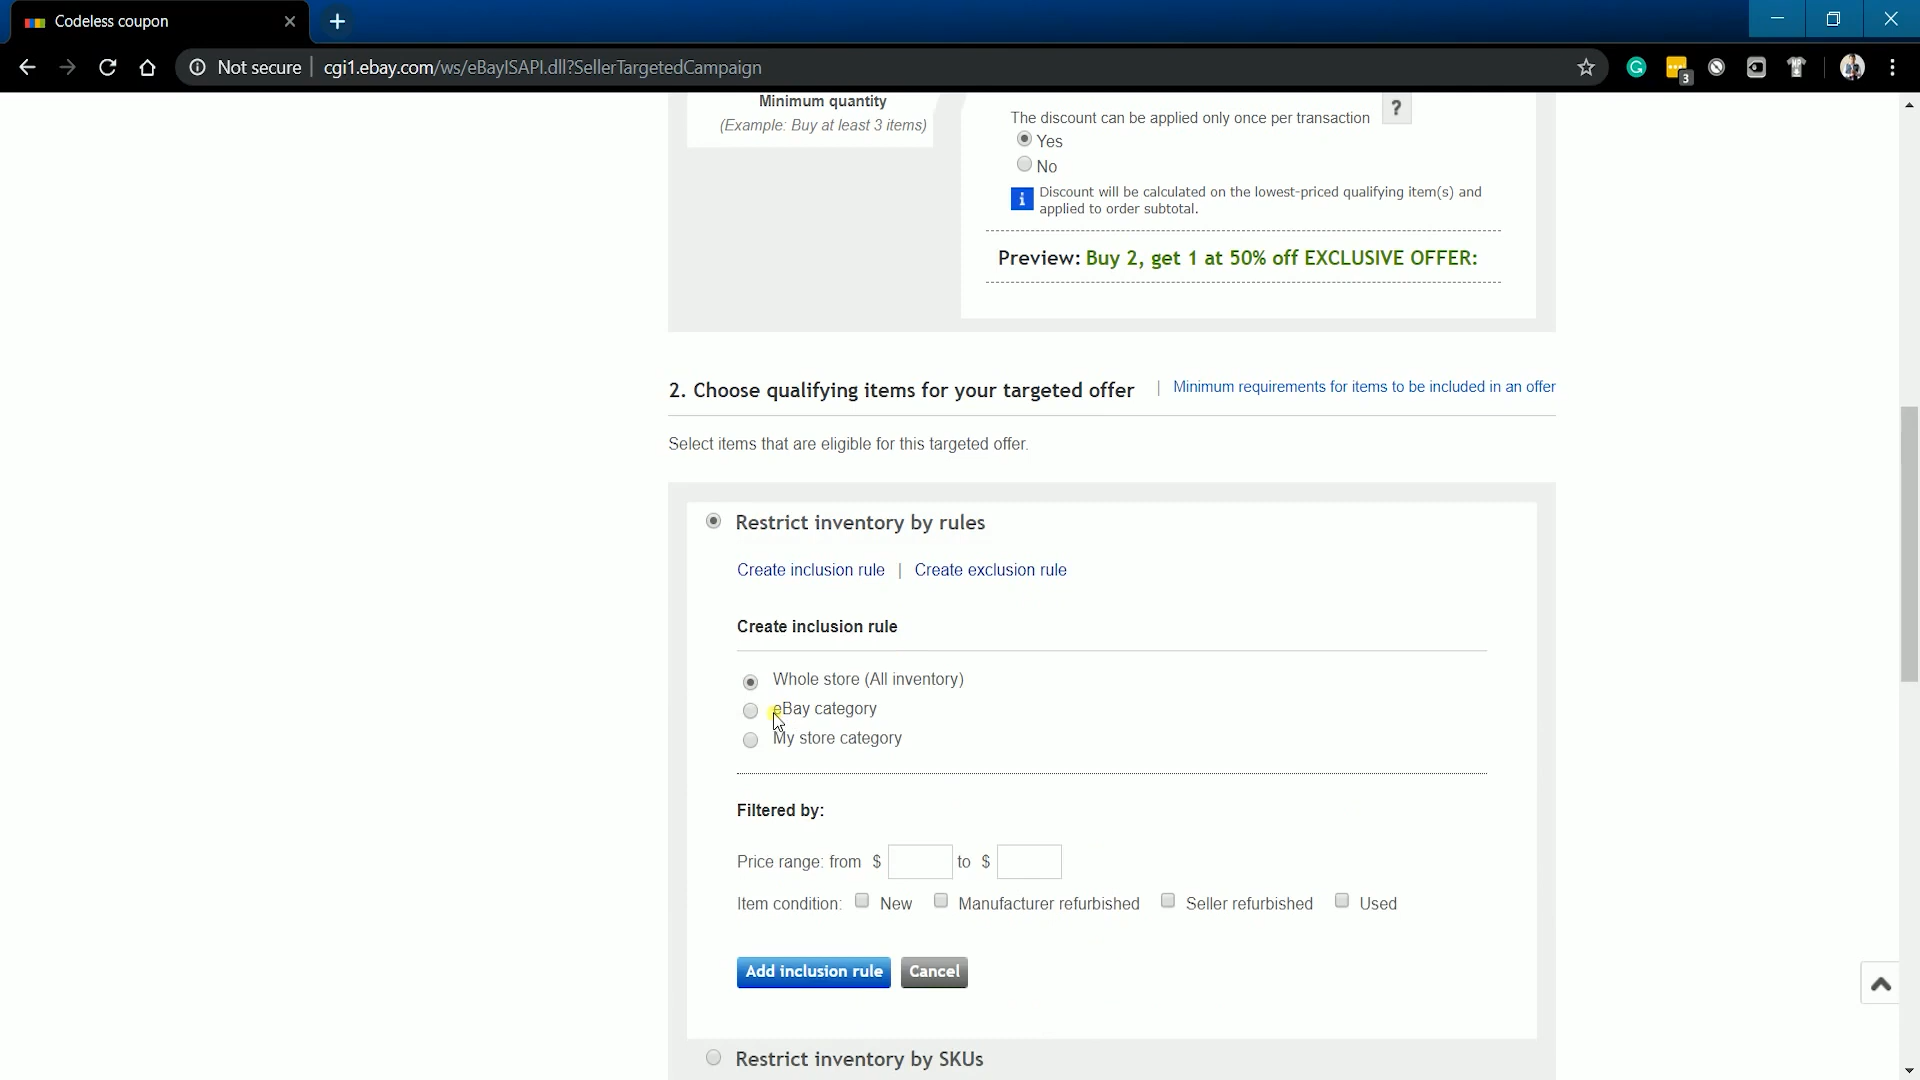 Codeless coupon
Not secure | cgi1.ebay.com/ws/eBayISAPI.dll?SellerTargetedCampaign
3
Minimum quantity
(Example: Buy at least 3 items)
The discount can be applied only once per transaction ?
Yes
No
i Discount will be calculated on the lowest-priced qualifying item(s) and
applied to order subtotal.
Preview: Buy 2, get 1 at 50% off EXCLUSIVE OFFER:
2. Choose qualifying items for your targeted offer | Minimum requirements for items to be included in an offer
Select items that are eligible for this targeted offer.
Restrict inventory by rules
Create inclusion rule | Create exclusion rule
Create inclusion rule
Whole store (All inventory)
eBay category
My store category
Filtered by:
Price range: from $ to $
Item condition: New Manufacturer refurbished Seller refurbished Used
Add inclusion rule Cancel
Restrict inventory by SKUs